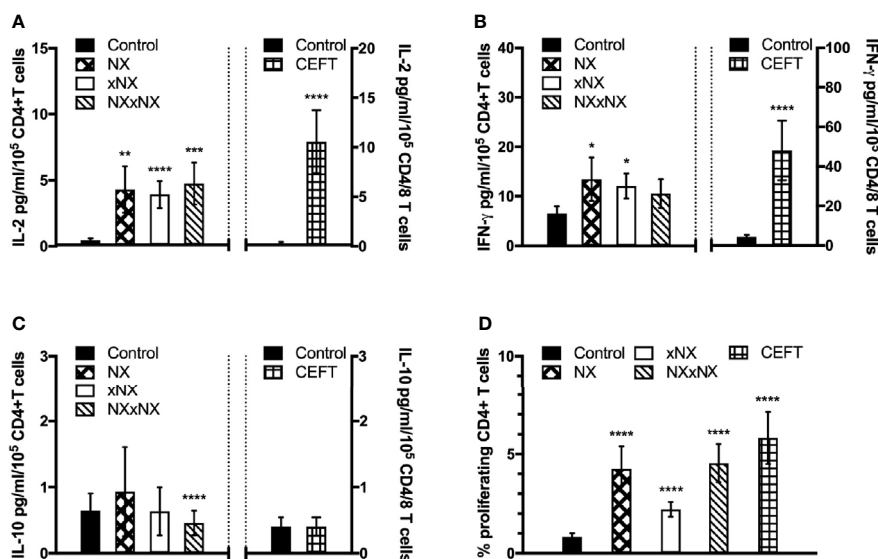 A
Control
NX
xNX
NXxNX
Control
CEFT
15
10
5
0
20
15
10
5
0
**
****
***
****
IL-2 pg/ml/10⁵ CD4+T cells
IL-2 pg/ml/10⁵ CD4/8 T cells
B
Control
NX
xNX
NXxNX
Control
CEFT
40
30
20
10
0
100
80
60
40
20
0
*
*
****
IFN-γ pg/ml/10⁵ CD4+T cells
IFN-γ pg/ml/10⁵ CD4/8 T cells
C
Control
NX
xNX
NXxNX
Control
CEFT
3
2
1
0
3
2
1
0
****
IL-10 pg/ml/10⁵ CD4+T cells
IL-10 pg/ml/10⁵ CD4/8 T cells
D
Control
NX
xNX
NXxNX
CEFT
10
5
0
****
****
****
****
% proliferating CD4+ T cells